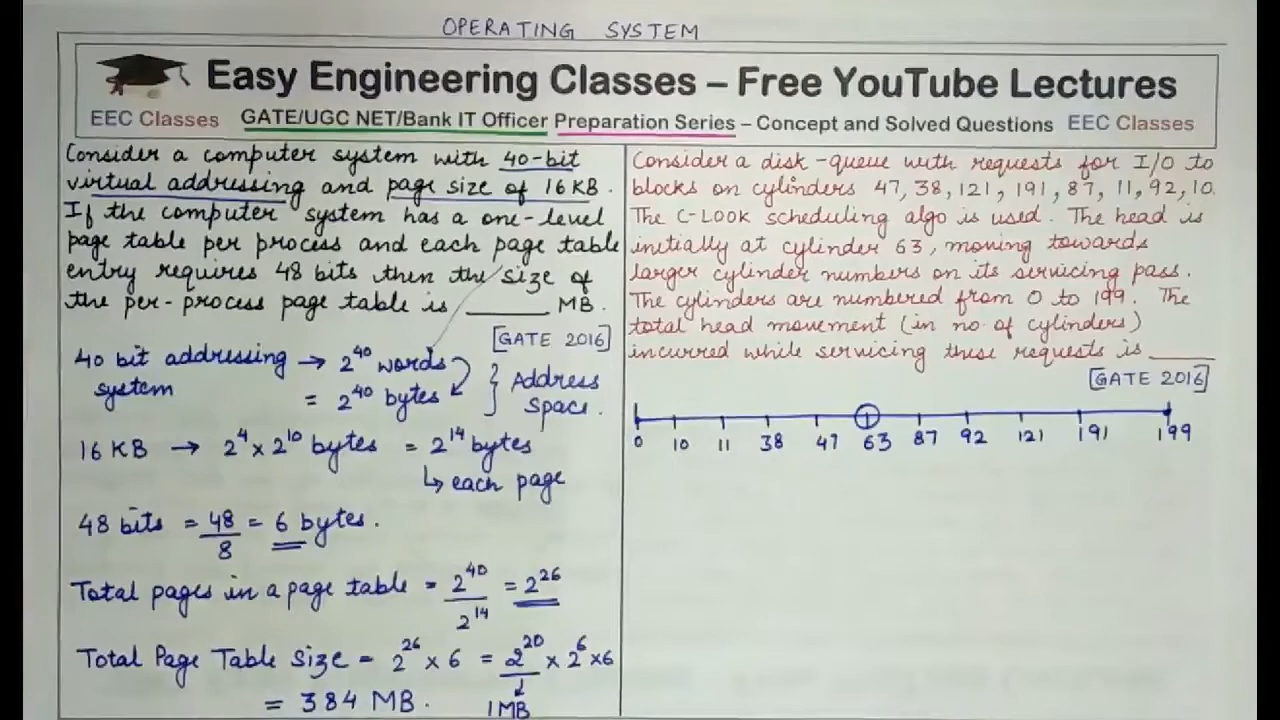 OPERATING SYSTEM
Easy Engineering Classes – Free YouTube Lectures
EEC Classes GATE/UGC NET/Bank IT Officer Preparation Series – Concept and Solved Questions EEC Classes
Consider a computer system with 40-bit
virtual addressing and page size of 16 KB.
If the computer system has a one-level
page table per process and each page table
entry requires 48 bits then the size of
the per-process page table is ______ MB.
[GATE 2016]
40 bit addressing → 2^40 words
system = 2^40 bytes } Address Space.
16 KB → 2^4 × 2^10 bytes = 2^14 bytes
↳ each page
48 bits = 48/8 = 6 bytes.
Total pages in a page table = 2^40/2^14 = 2^26
Total Page Table Size = 2^26 × 6 = 2^20 × 2^6 × 6
= 384 MB. 1MB
Consider a disk-queue with requests for I/O to
blocks on cylinders 47, 38, 121, 191, 87, 11, 92, 10.
The C-LOOK scheduling algo is used. The head is
initially at cylinder 63, moving towards
larger cylinder numbers on its servicing pass.
The cylinders are numbered from 0 to 199. The
total head movement (in no. of cylinders)
incurred while servicing these requests is ______
[GATE 2016]
0 10 11 38 47 63 87 92 121 191 199